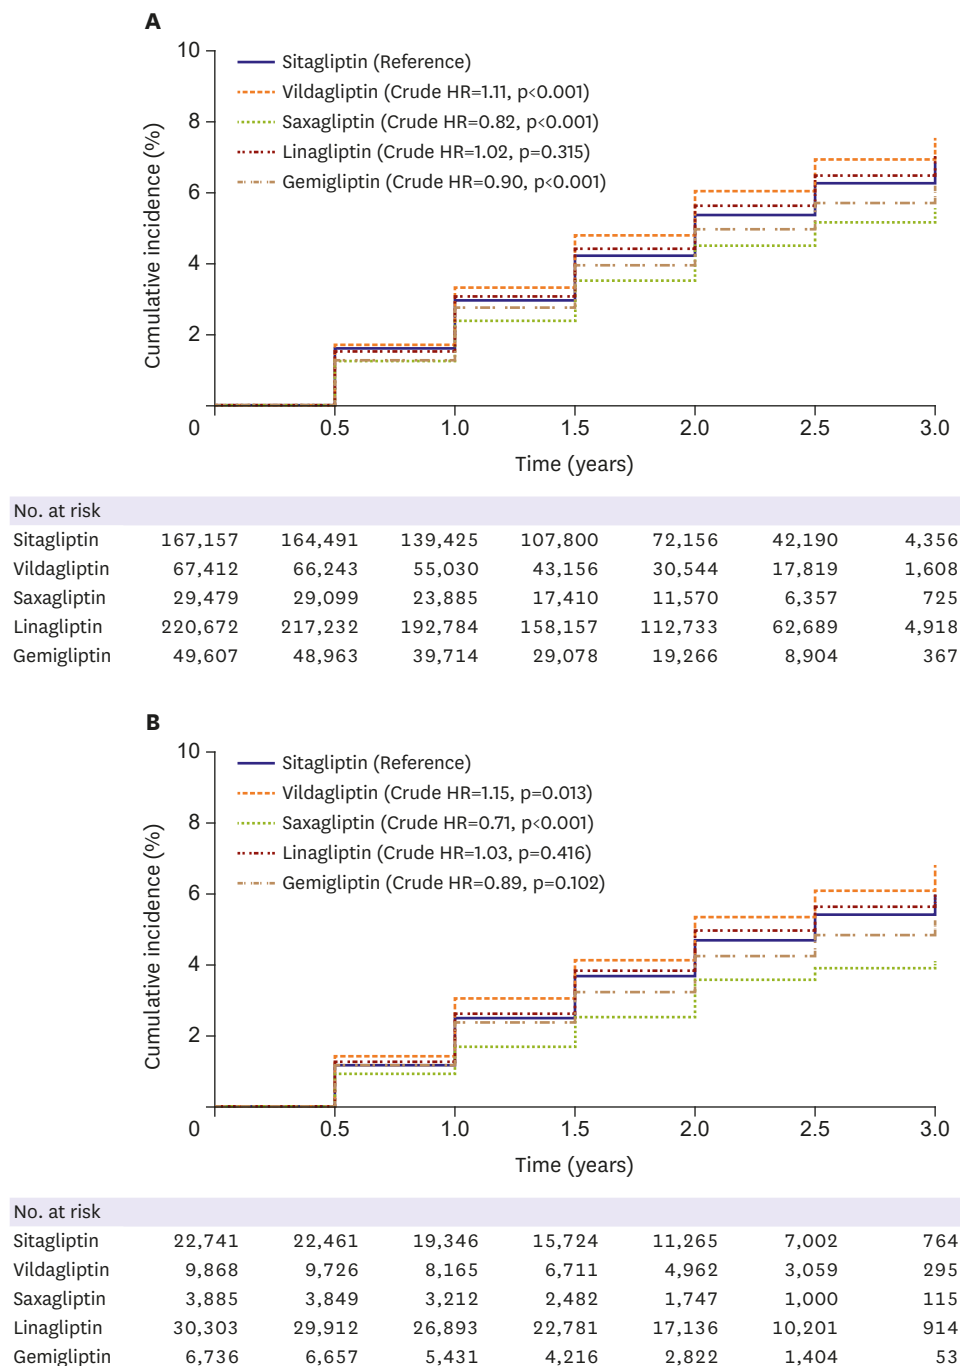 A
10
8
6
4
2
0
Cumulative incidence (%)
Sitagliptin (Reference)
Vildagliptin (Crude HR=1.11, p<0.001)
Saxagliptin (Crude HR=0.82, p<0.001)
Linagliptin (Crude HR=1.02, p=0.315)
Gemigliptin (Crude HR=0.90, p<0.001)
0.5 1.0 1.5 2.0 2.5 3.0
Time (years)
No. at risk
Sitagliptin 167,157 164,491 139,425 107,800 72,156 42,190 4,356
Vildagliptin 67,412 66,243 55,030 43,156 30,544 17,819 1,608
Saxagliptin 29,479 29,099 23,885 17,410 11,570 6,357 725
Linagliptin 220,672 217,232 192,784 158,157 112,733 62,689 4,918
Gemigliptin 49,607 48,963 39,714 29,078 19,266 8,904 367
B
10
8
6
4
2
0
Cumulative incidence (%)
Sitagliptin (Reference)
Vildagliptin (Crude HR=1.15, p=0.013)
Saxagliptin (Crude HR=0.71, p<0.001)
Linagliptin (Crude HR=1.03, p=0.416)
Gemigliptin (Crude HR=0.89, p=0.102)
0.5 1.0 1.5 2.0 2.5 3.0
Time (years)
No. at risk
Sitagliptin 22,741 22,461 19,346 15,724 11,265 7,002 764
Vildagliptin 9,868 9,726 8,165 6,711 4,962 3,059 295
Saxagliptin 3,885 3,849 3,212 2,482 1,747 1,000 115
Linagliptin 30,303 29,912 26,893 22,781 17,136 10,201 914
Gemigliptin 6,736 6,657 5,431 4,216 2,822 1,404 53